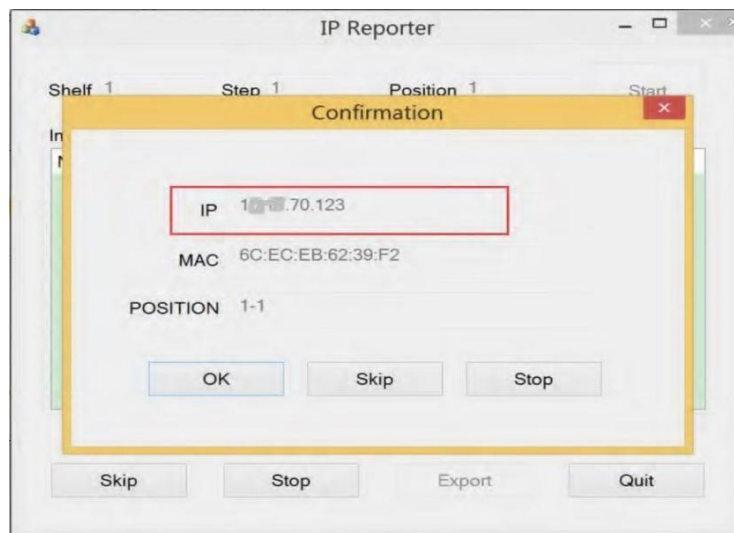 IP Reporter
Shelf 1 Step 1 Position 1 Start
Confirmation
IP .70.123
MAC 6C:EC:EB:62:39:F2
POSITION 1-1
OK Skip Stop
Skip Stop Export Quit